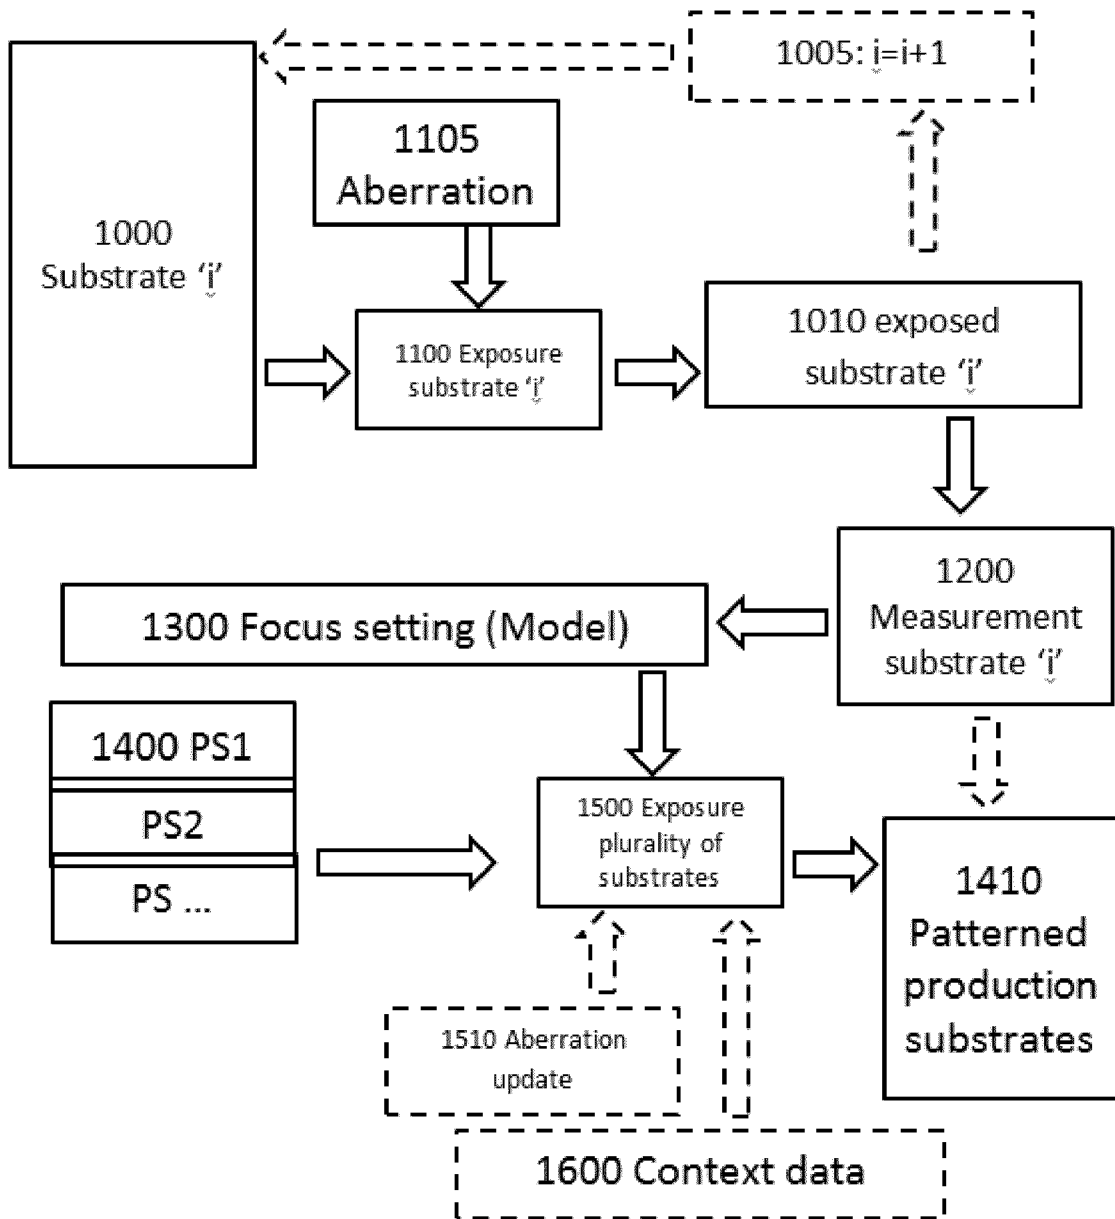 1005: i=i+1
1105
Aberration
1000
Substrate ‘i’
1100 Exposure
substrate ‘i’
1010 exposed
substrate ‘i’
1200
Measurement
substrate ‘i’
1300 Focus setting (Model)
1400 PS1
PS2
PS ...
1500 Exposure
plurality of
substrates
1410
Patterned
production
substrates
1510 Aberration
update
1600 Context data